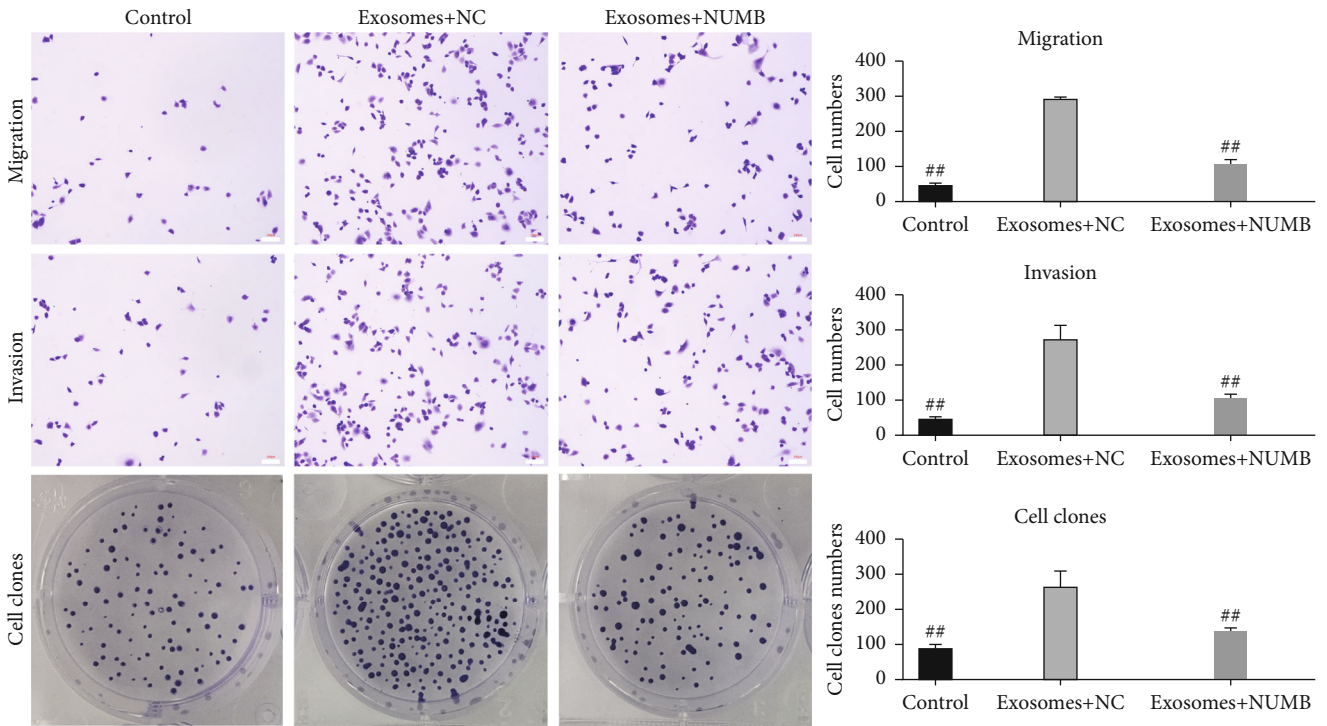 Control
Exosomes+NC
Exosomes+NUMB
Migration
Invasion
Cell clones
Migration
Cell numbers
400
300
200
100
0
##
##
Control
Exosomes+NC
Exosomes+NUMB
Invasion
Cell numbers
400
300
200
100
0
##
##
Control
Exosomes+NC
Exosomes+NUMB
Cell clones
Cell clones numbers
400
300
200
100
0
##
##
Control
Exosomes+NC
Exosomes+NUMB